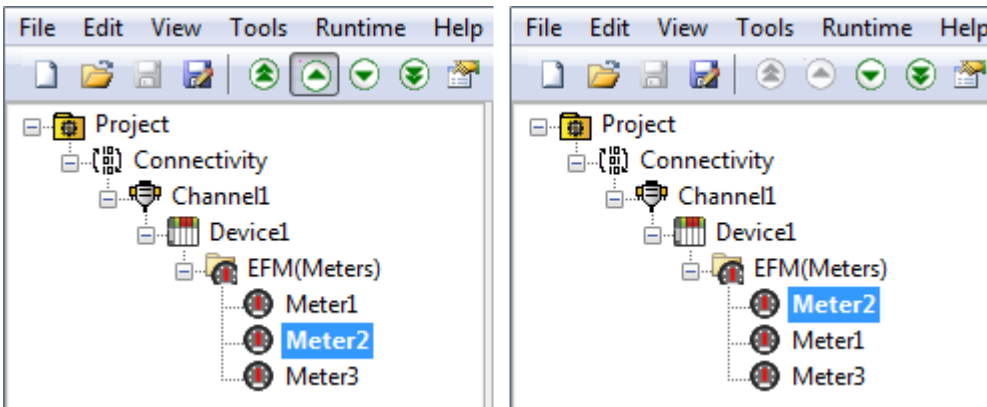 File Edit View Tools Runtime Help
Project
Connectivity
Channel1
Device1
EFM(Meters)
Meter1
Meter2
Meter3
File Edit View Tools Runtime Help
Project
Connectivity
Channel1
Device1
EFM(Meters)
Meter2
Meter1
Meter3